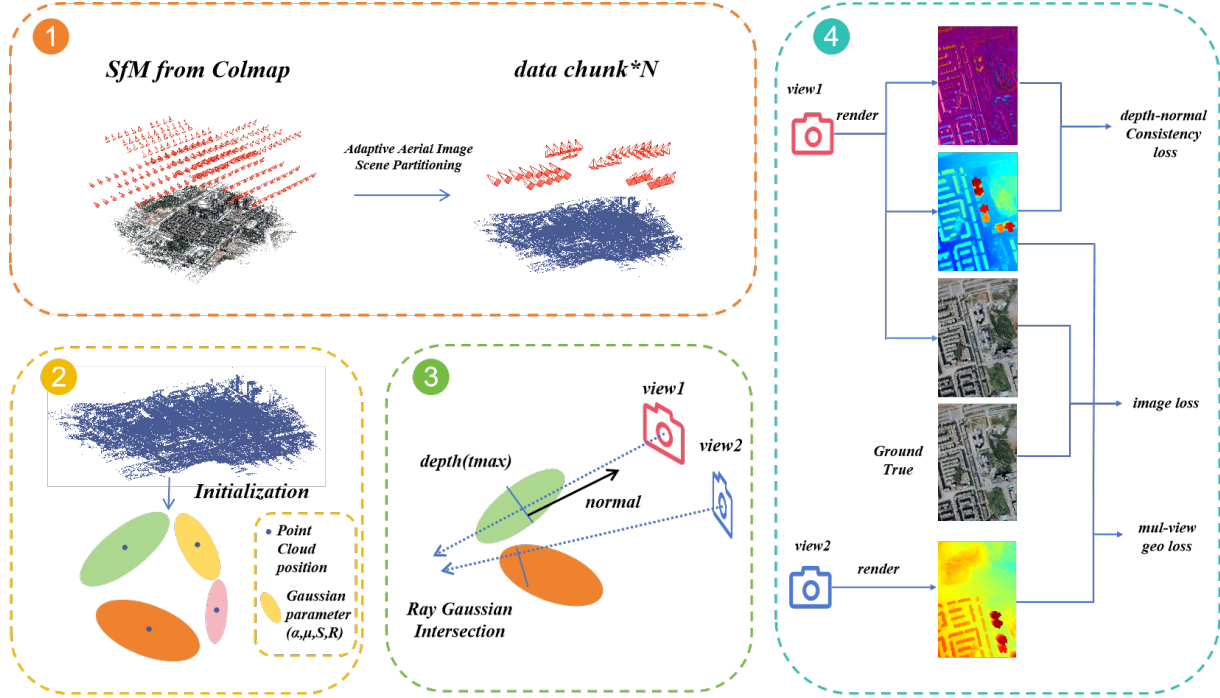 1
SfM from Colmap
data chunk*N
Adaptive Aerial Image
Scene Partitioning
2
Initialization
Point
Cloud
position
Gaussian
parameter
(α,μ,S,R)
3
view1
view2
depth(tmax)
normal
Ray Gaussian
Intersection
4
view1
render
depth-normal
Consistency
loss
image loss
Ground
True
mul-view
geo loss
view2
render